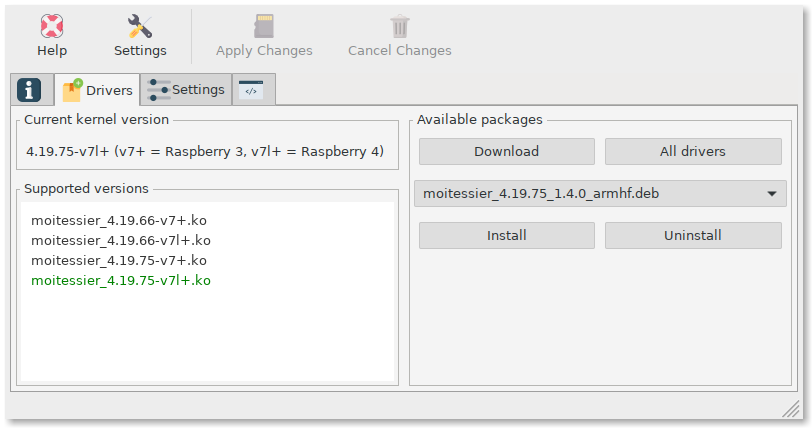 Help
Settings
Apply Changes
Cancel Changes
Drivers
Settings
</>
Current kernel version
4.19.75-v7l+ (v7+ = Raspberry 3, v7l+ = Raspberry 4)
Supported versions
moitessier_4.19.66-v7+.ko
moitessier_4.19.66-v7l+.ko
moitessier_4.19.75-v7+.ko
moitessier_4.19.75-v7l+.ko
Available packages
Download
All drivers
moitessier_4.19.75_1.4.0_armhf.deb
Install
Uninstall